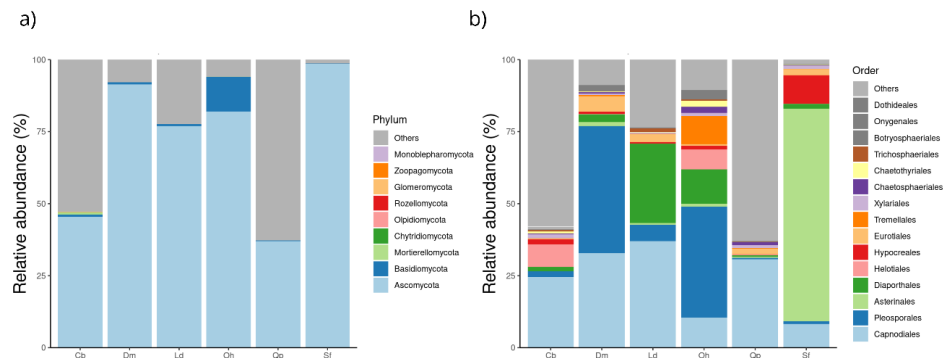 a)
Relative abundance (%)
100
75
50
25
0
Cb Dm Ld Oh Qp Sf
Phylum
Others
Monoblepharomycota
Zoopagomycota
Glomeromycota
Rozellomycota
Olpidiomycota
Chytridiomycota
Mortierellomycota
Basidiomycota
Ascomycota
b)
Relative abundance (%)
100
75
50
25
0
Cb Dm Ld Oh Qp Sf
Order
Others
Dothideales
Onygenales
Botryosphaeriales
Trichosphaeriales
Chaetothyriales
Chaetosphaeriales
Xylariales
Tremellales
Eurotiales
Hypocreales
Helotiales
Diaporthales
Asterinales
Pleosporales
Capnodiales